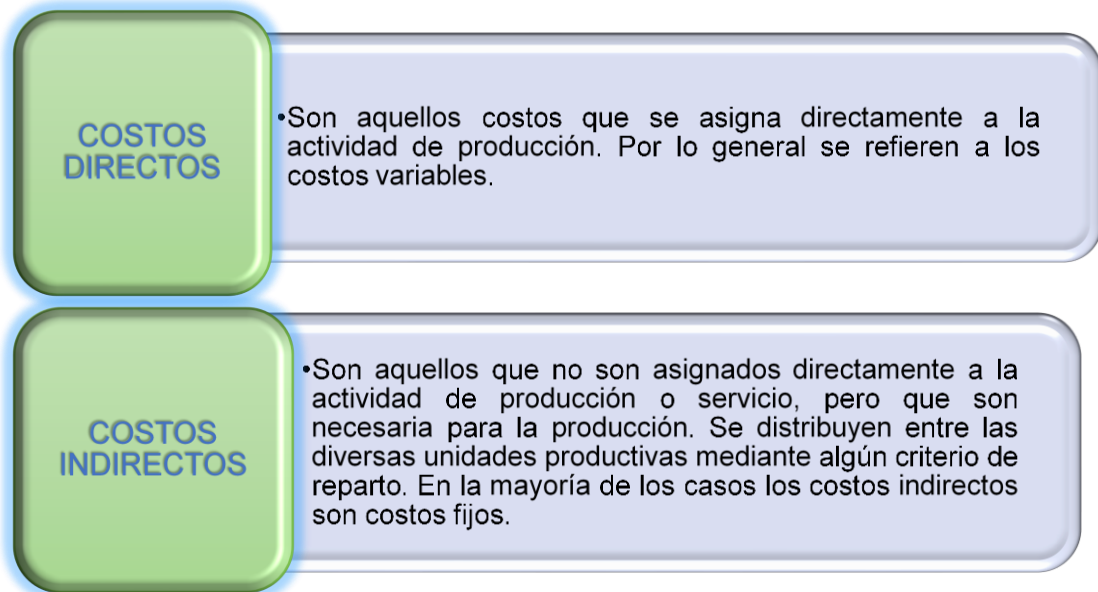 COSTOS
DIRECTOS
•Son aquellos costos que se asigna directamente a la
actividad de producción. Por lo general se refieren a los
costos variables.
COSTOS
INDIRECTOS
•Son aquellos que no son asignados directamente a la
actividad de producción o servicio, pero que son
necesaria para la producción. Se distribuyen entre las
diversas unidades productivas mediante algún criterio de
reparto. En la mayoría de los casos los costos indirectos
son costos fijos.